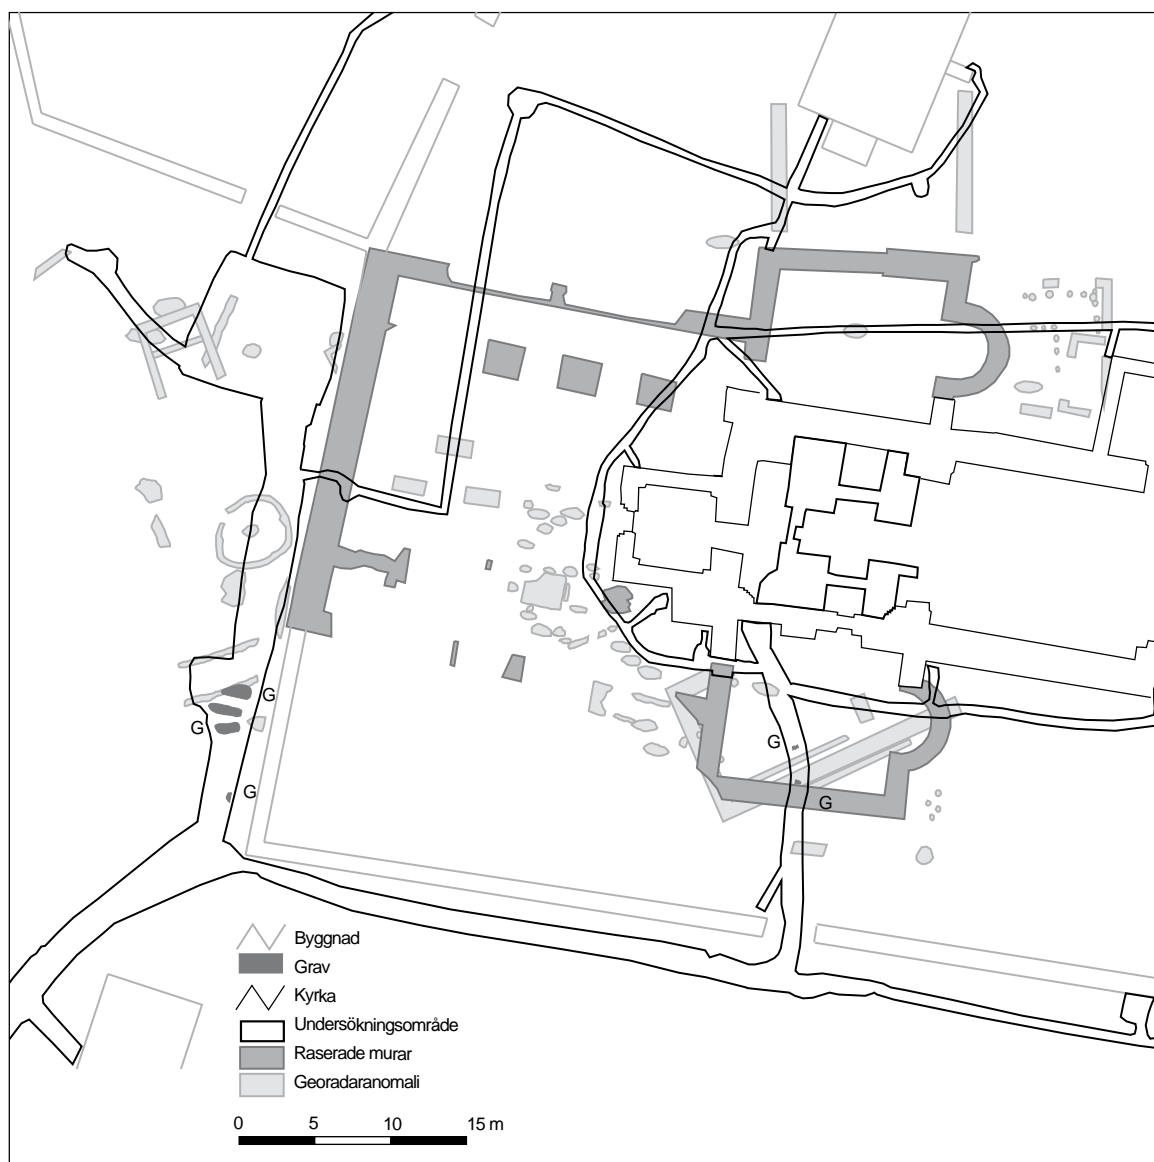 G
G
G
G
G
Byggnad
Grav
Kyrka
Undersökningsområde
Raserade murar
Georadaranomali
0 5 10 15 m